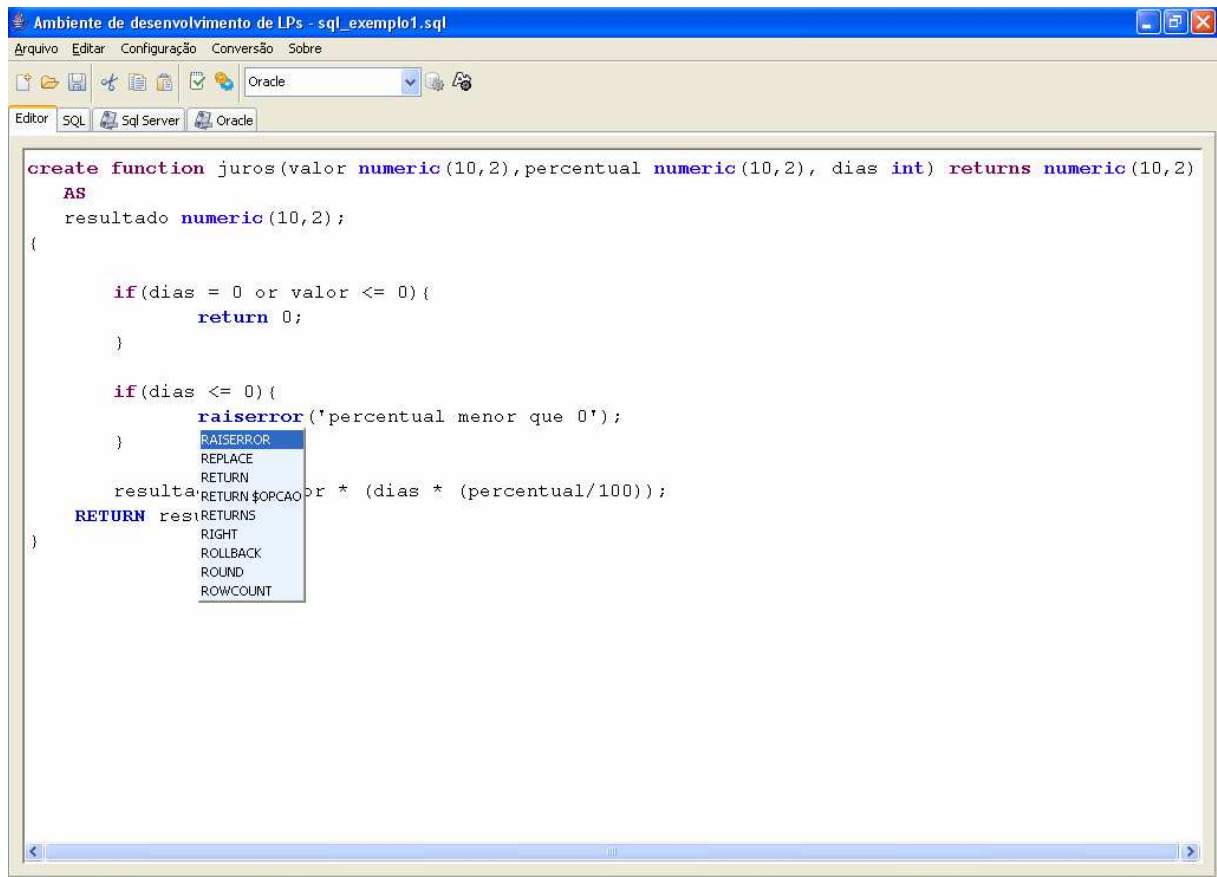 Ambiente de desenvolvimento de LPs - sql_exemplo1.sql
Arquivo Editar Configuração Conversão Sobre
Oracle
Editor SQL Sql Server Oracle
create function juros(valor numeric(10,2),percentual numeric(10,2), dias int) returns numeric(10,2)
AS
resultado numeric(10,2);
{
if(dias = 0 or valor <= 0){
return 0;
}
if(dias <= 0){
raiserror('percentual menor que 0');
}
RAISERROR
REPLACE
RETURN
RETURN $OPCAO
RETURNS
RIGHT
ROLLBACK
ROUND
ROWCOUNT
* (dias * (percentual/100));
RETURN
}